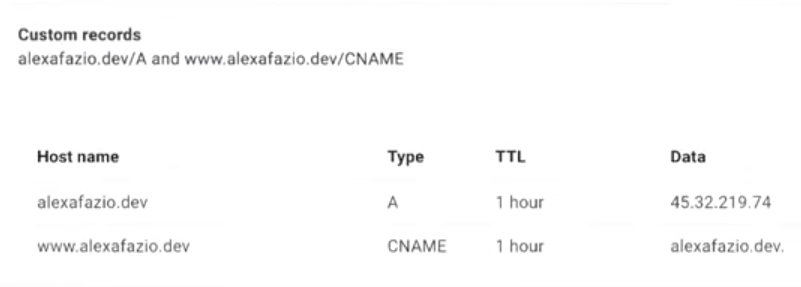 Custom records
alexafazio.dev/A and www.alexafazio.dev/CNAME
Host name Type TTL Data
alexafazio.dev A 1 hour 45.32.219.74
www.alexafazio.dev CNAME 1 hour alexafazio.dev.